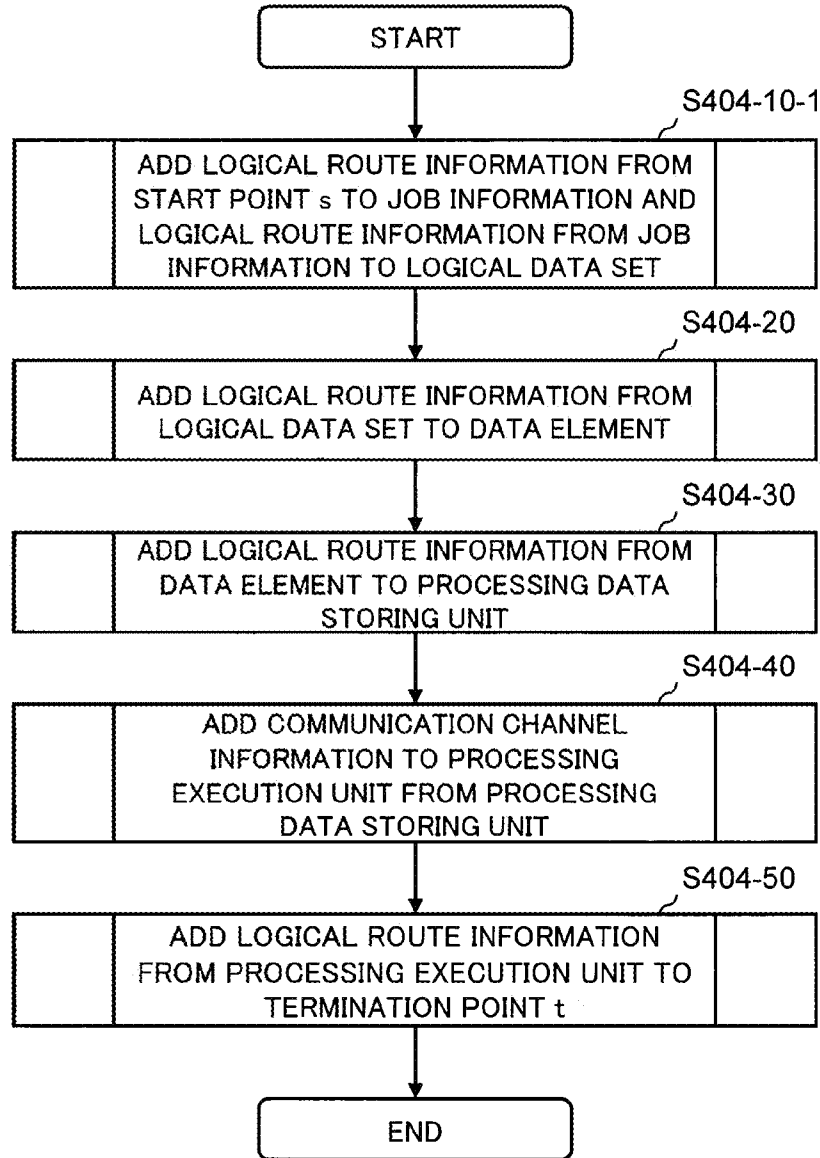 START
S404-10-1
ADD LOGICAL ROUTE INFORMATION FROM
START POINT s TO JOB INFORMATION AND
LOGICAL ROUTE INFORMATION FROM JOB
INFORMATION TO LOGICAL DATA SET
S404-20
ADD LOGICAL ROUTE INFORMATION FROM
LOGICAL DATA SET TO DATA ELEMENT
S404-30
ADD LOGICAL ROUTE INFORMATION FROM
DATA ELEMENT TO PROCESSING DATA
STORING UNIT
S404-40
ADD COMMUNICATION CHANNEL
INFORMATION TO PROCESSING
EXECUTION UNIT FROM PROCESSING
DATA STORING UNIT
S404-50
ADD LOGICAL ROUTE INFORMATION
FROM PROCESSING EXECUTION UNIT TO
TERMINATION POINT t
END